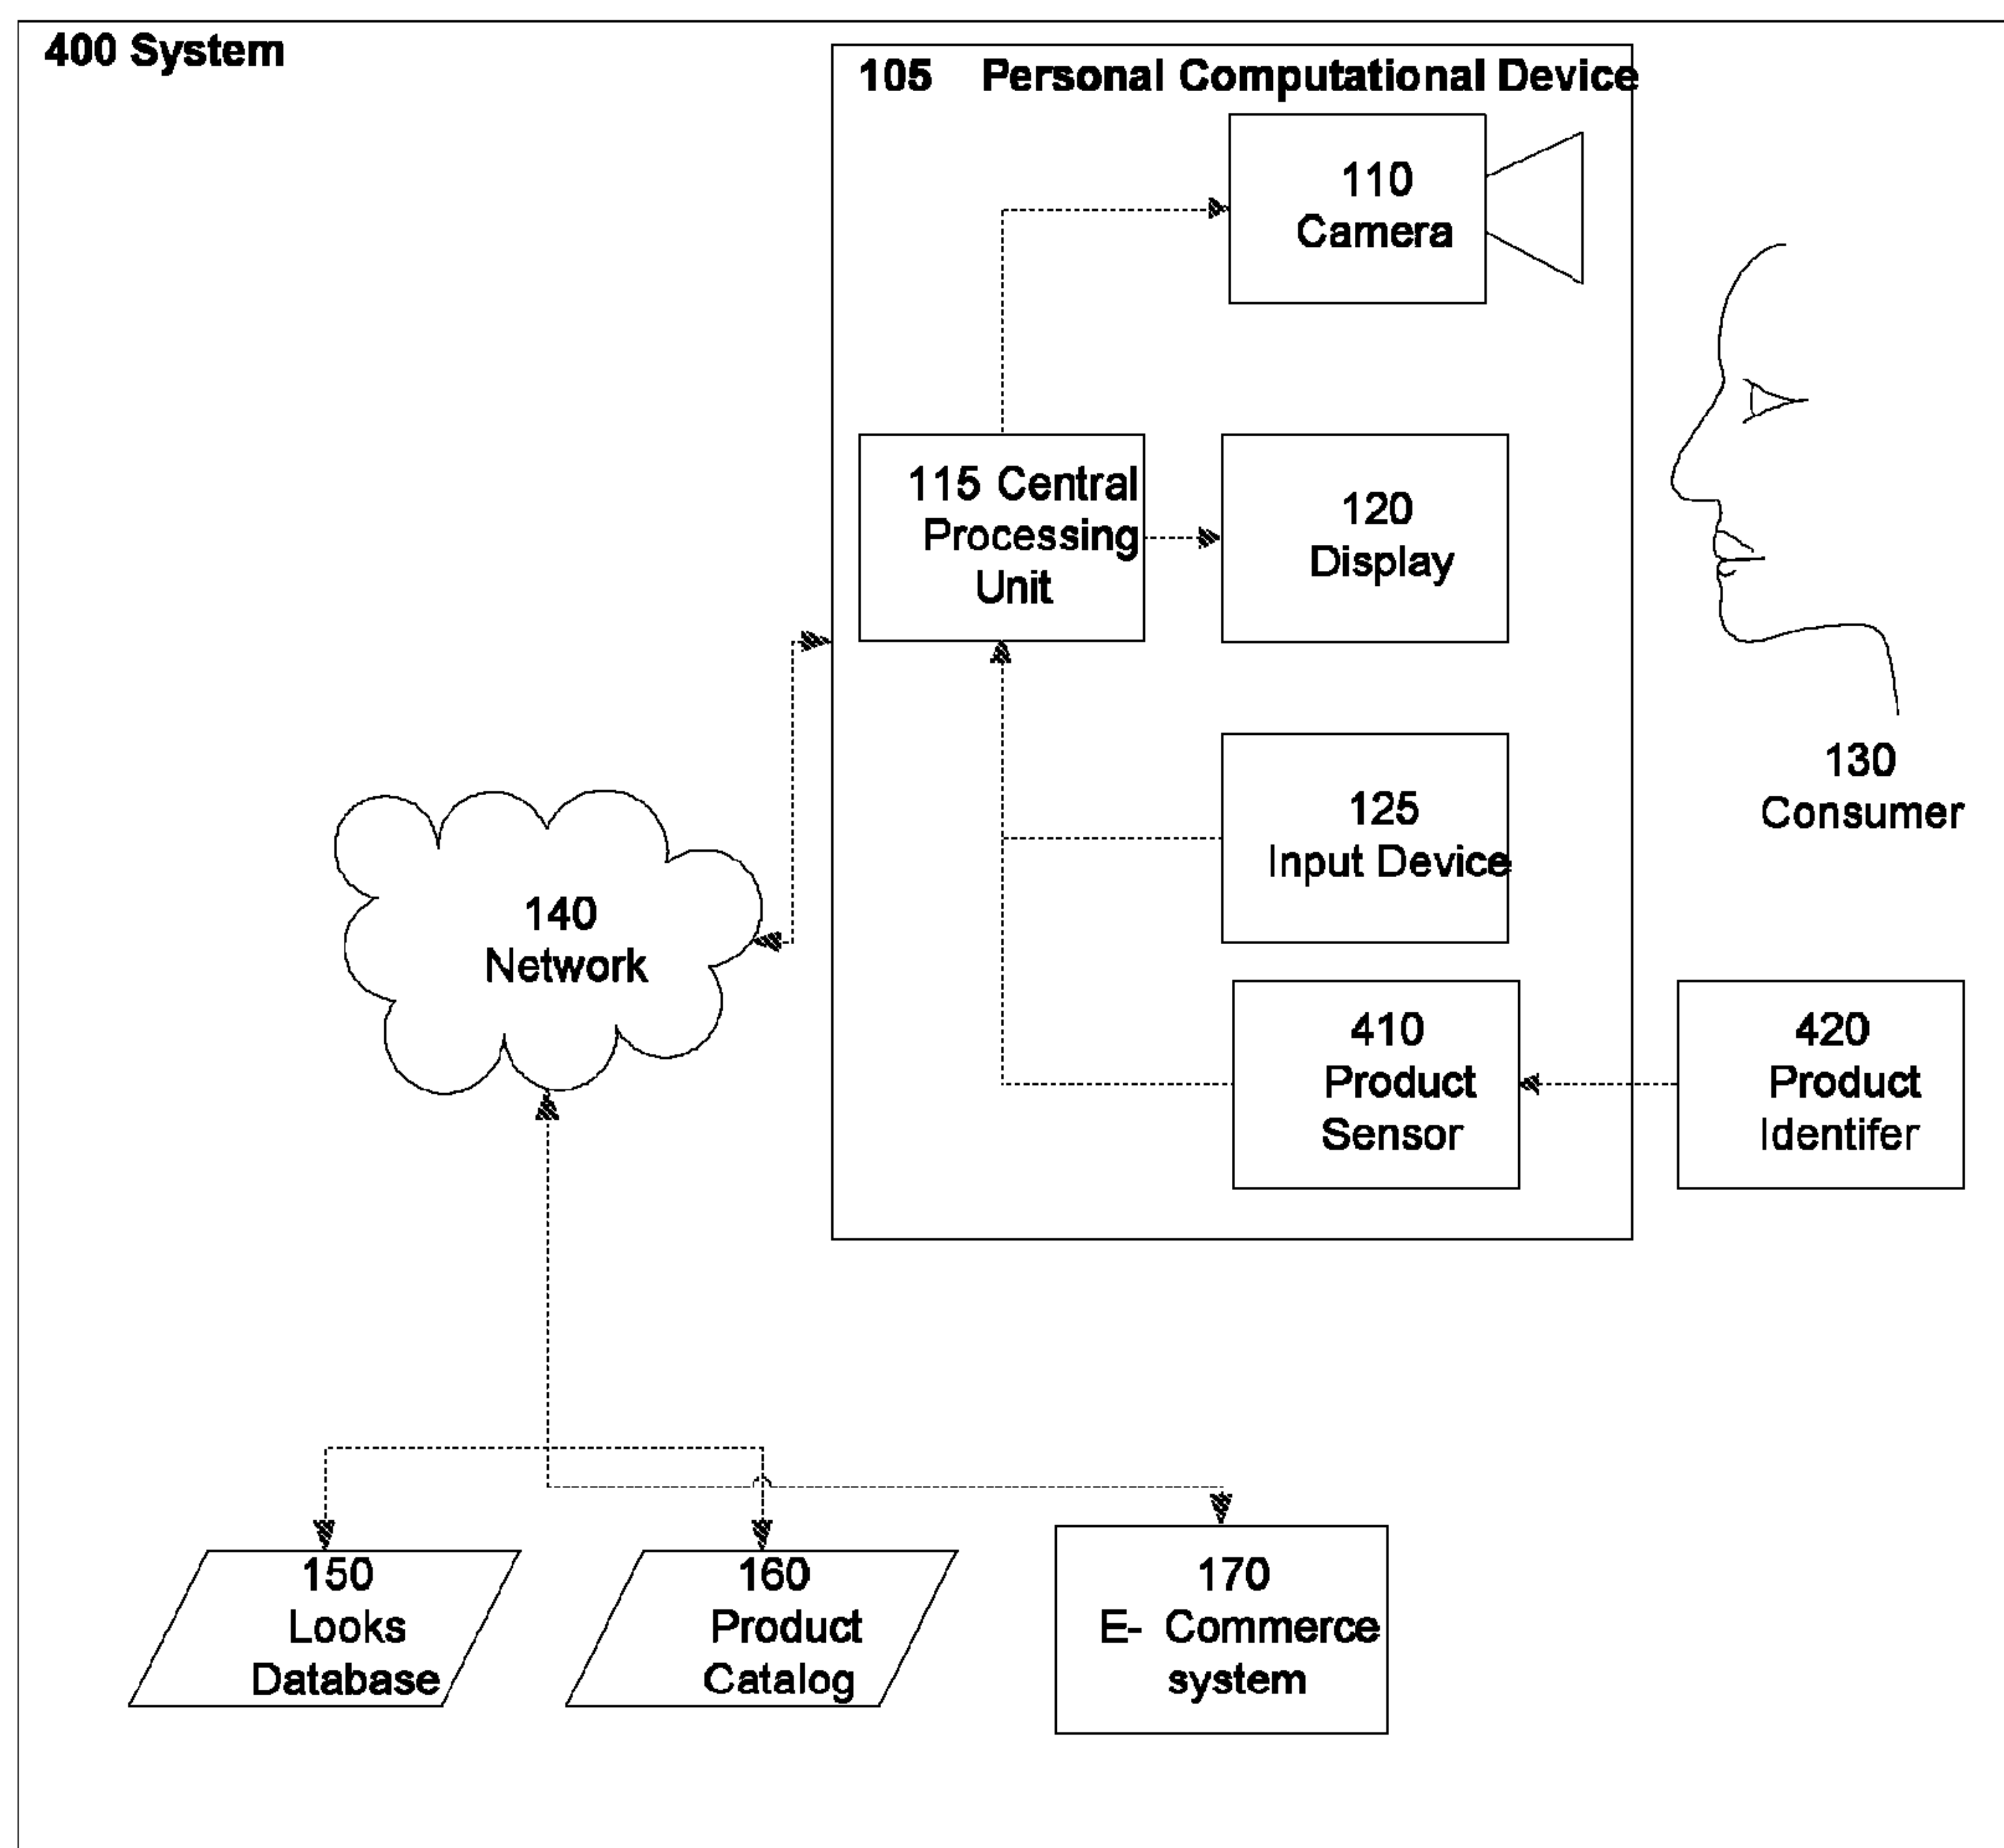 400 System
105 Personal Computational Device
110
Camera
115 Central
Processing
Unit
120
Display
130
Consumer
125
Input Device
140
Network
410
Product
Sensor
420
Product
Identifer
150
Looks
Database
160
Product
Catalog
170
E- Commerce
system